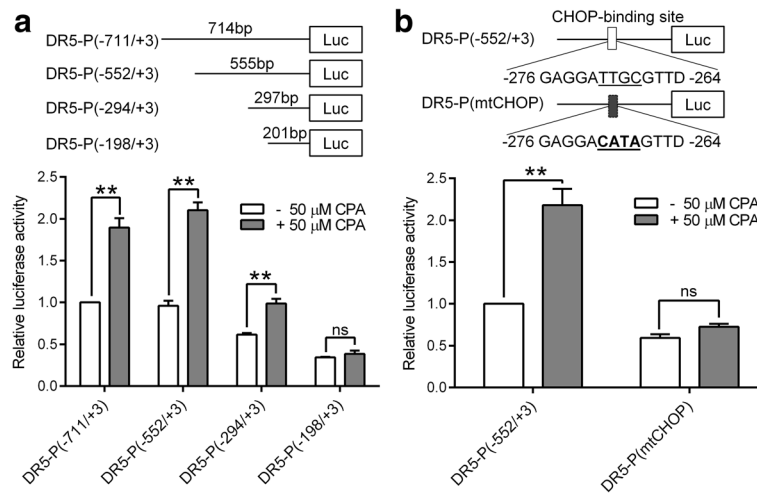 a
DR5-P(-711/+3) 714bp Luc
DR5-P(-552/+3) 555bp Luc
DR5-P(-294/+3) 297bp Luc
DR5-P(-198/+3) 201bp Luc
Relative luciferase activity
2.5
2.0
1.5
1.0
0.5
0.0
** ** ** ns
- 50 μM CPA
+ 50 μM CPA
DR5-P(-711/+3)
DR5-P(-552/+3)
DR5-P(-294/+3)
DR5-P(-198/+3)
b
CHOP-binding site
DR5-P(-552/+3) Luc
-276 GAGGATTGCGTTD -264
DR5-P(mtCHOP) Luc
-276 GAGGACATAGTTD -264
Relative luciferase activity
2.5
2.0
1.5
1.0
0.5
0.0
** ns
- 50 μM CPA
+ 50 μM CPA
DR5-P(-552/+3)
DR5-P(mtCHOP)